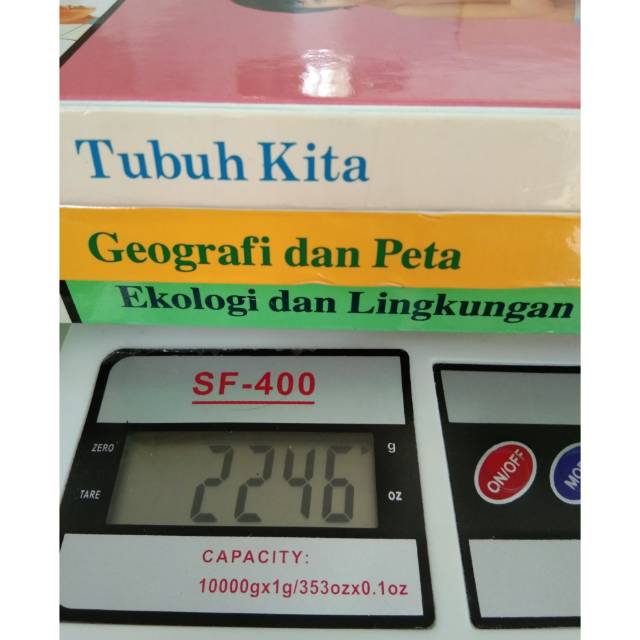 Tubuh Kita
Geografi dan Peta
Ekologi dan Lingkungan
SF-400
ZERO
2246
g
TARE
oz
ON/OFF
CAPACITY:
10000gx1g/353ozx0.1oz